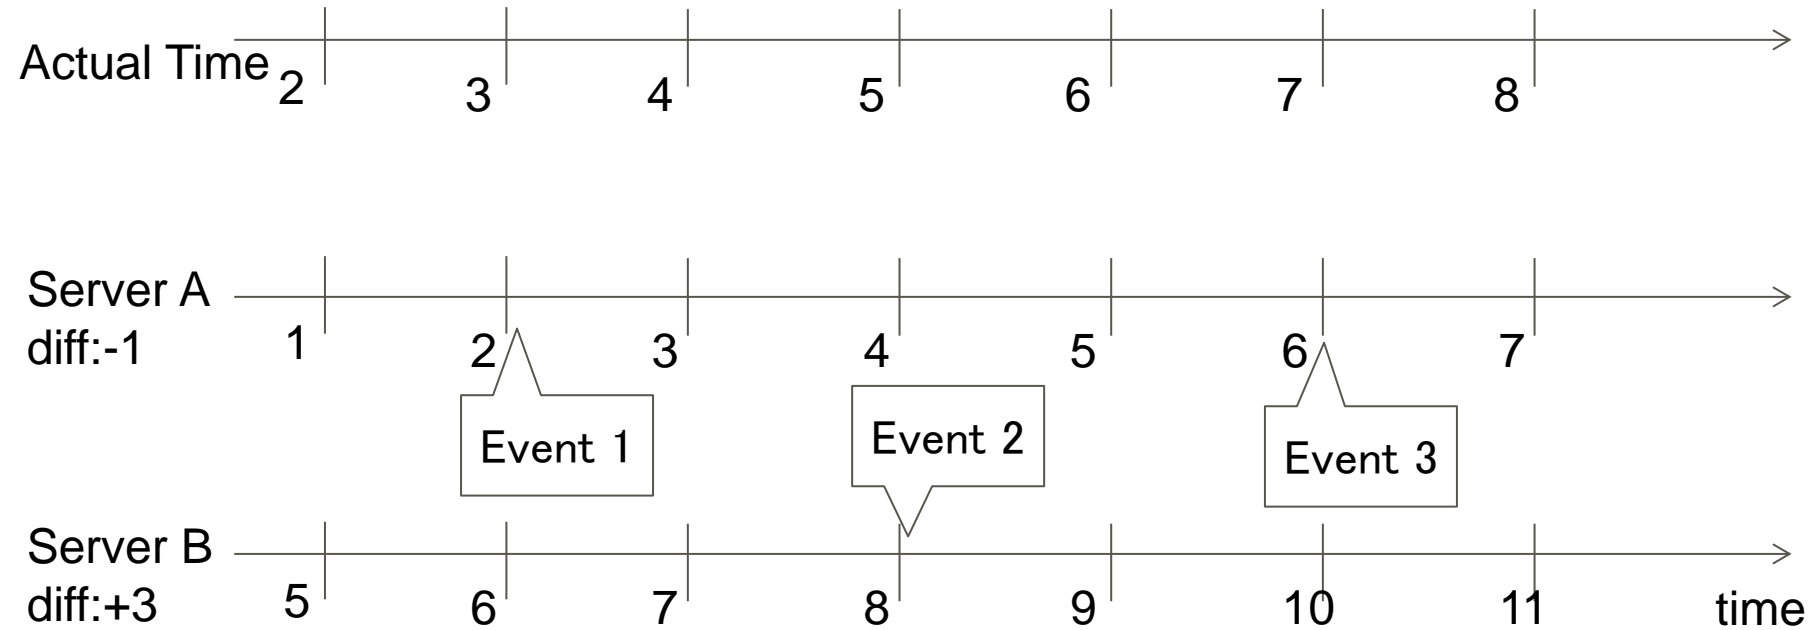 Actual Time
2 3 4 5 6 7 8
Server A
diff:-1
1 2 3 4 5 6 7
Event 1
Event 2
Event 3
Server B
diff:+3
5 6 7 8 9 10 11 time